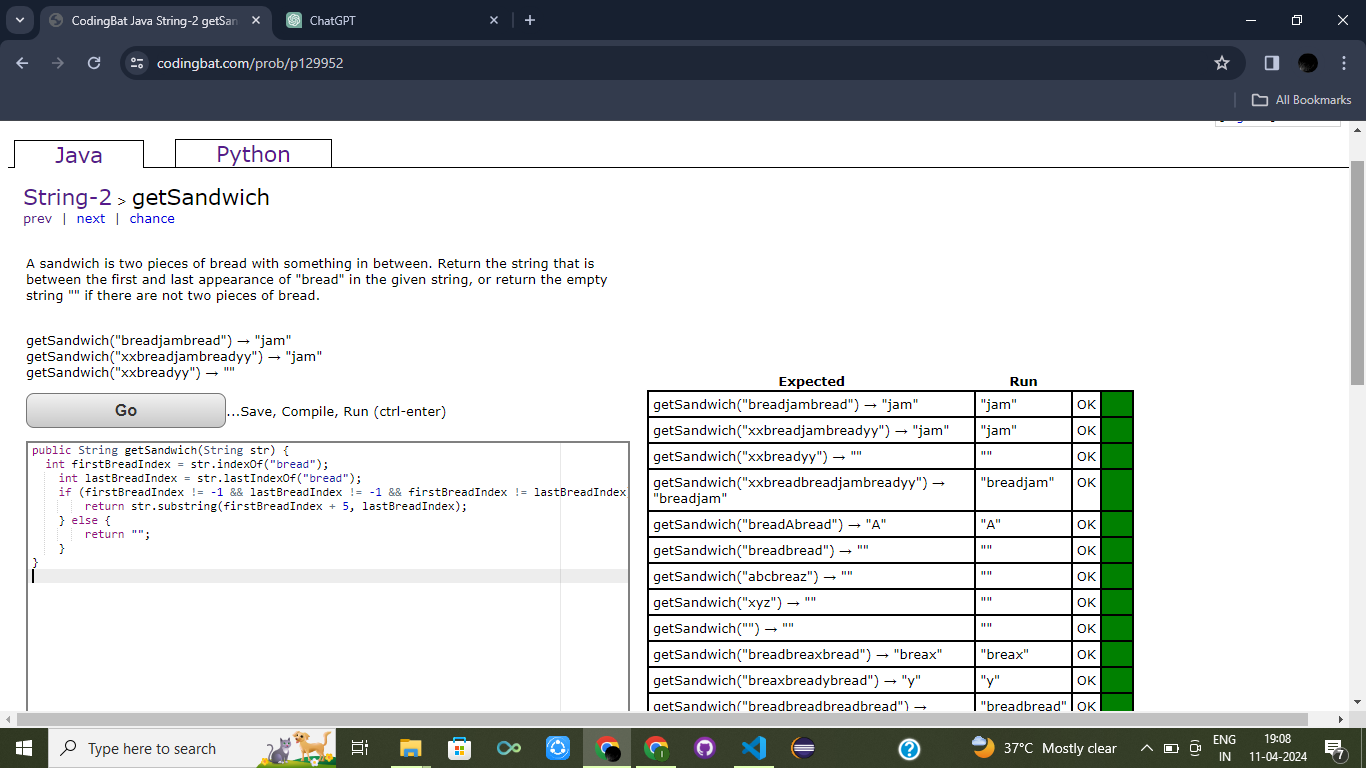 CodingBat Java String-2 getSan
ChatGPT
codingbat.com/prob/p129952
All Bookmarks
Java
Python
String-2 > getSandwich
prev | next | chance
A sandwich is two pieces of bread with something in between. Return the string that is
between the first and last appearance of "bread" in the given string, or return the empty
string "" if there are not two pieces of bread.
getSandwich("breadjambread") → "jam"
getSandwich("xxbreadjambreadyy") → "jam"
getSandwich("xxbreadyy") → ""
Go
...Save, Compile, Run (ctrl-enter)
public String getSandwich(String str) {
int firstBreadIndex = str.indexOf("bread");
int lastBreadIndex = str.lastIndexOf("bread");
if (firstBreadIndex != -1 && lastBreadIndex != -1 && firstBreadIndex != lastBreadIndex
return str.substring(firstBreadIndex + 5, lastBreadIndex);
} else {
return "";
}
}
Expected Run
getSandwich("breadjambread") → "jam" "jam" OK
getSandwich("xxbreadjambreadyy") → "jam" "jam" OK
getSandwich("xxbreadyy") → "" "" OK
getSandwich("xxbreadbreadjambreadyy") → "breadjam" OK
"breadjam"
getSandwich("breadAbread") → "A" "A" OK
getSandwich("breadbread") → "" "" OK
getSandwich("abcbreaz") → "" "" OK
getSandwich("xyz") → "" "" OK
getSandwich("") → "" "" OK
getSandwich("breadbreaxbread") → "breax" "breax" OK
getSandwich("breaxbreadybread") → "y" "y" OK
getSandwich("breadbreadbreadbread") → "breadbread" OK
Type here to search
37°C Mostly clear
ENG
IN
19:08
11-04-2024
7